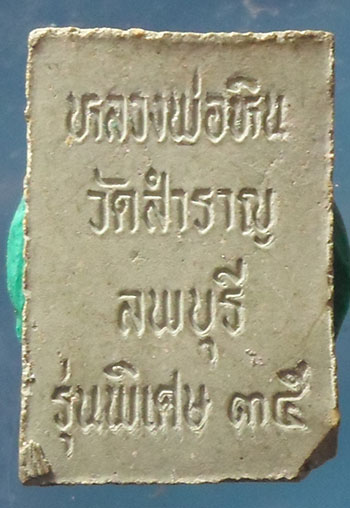 หลวงพ่อหิน
วัดสำราญ
ลพบุรี
รุ่นพิเศษ ๓๕